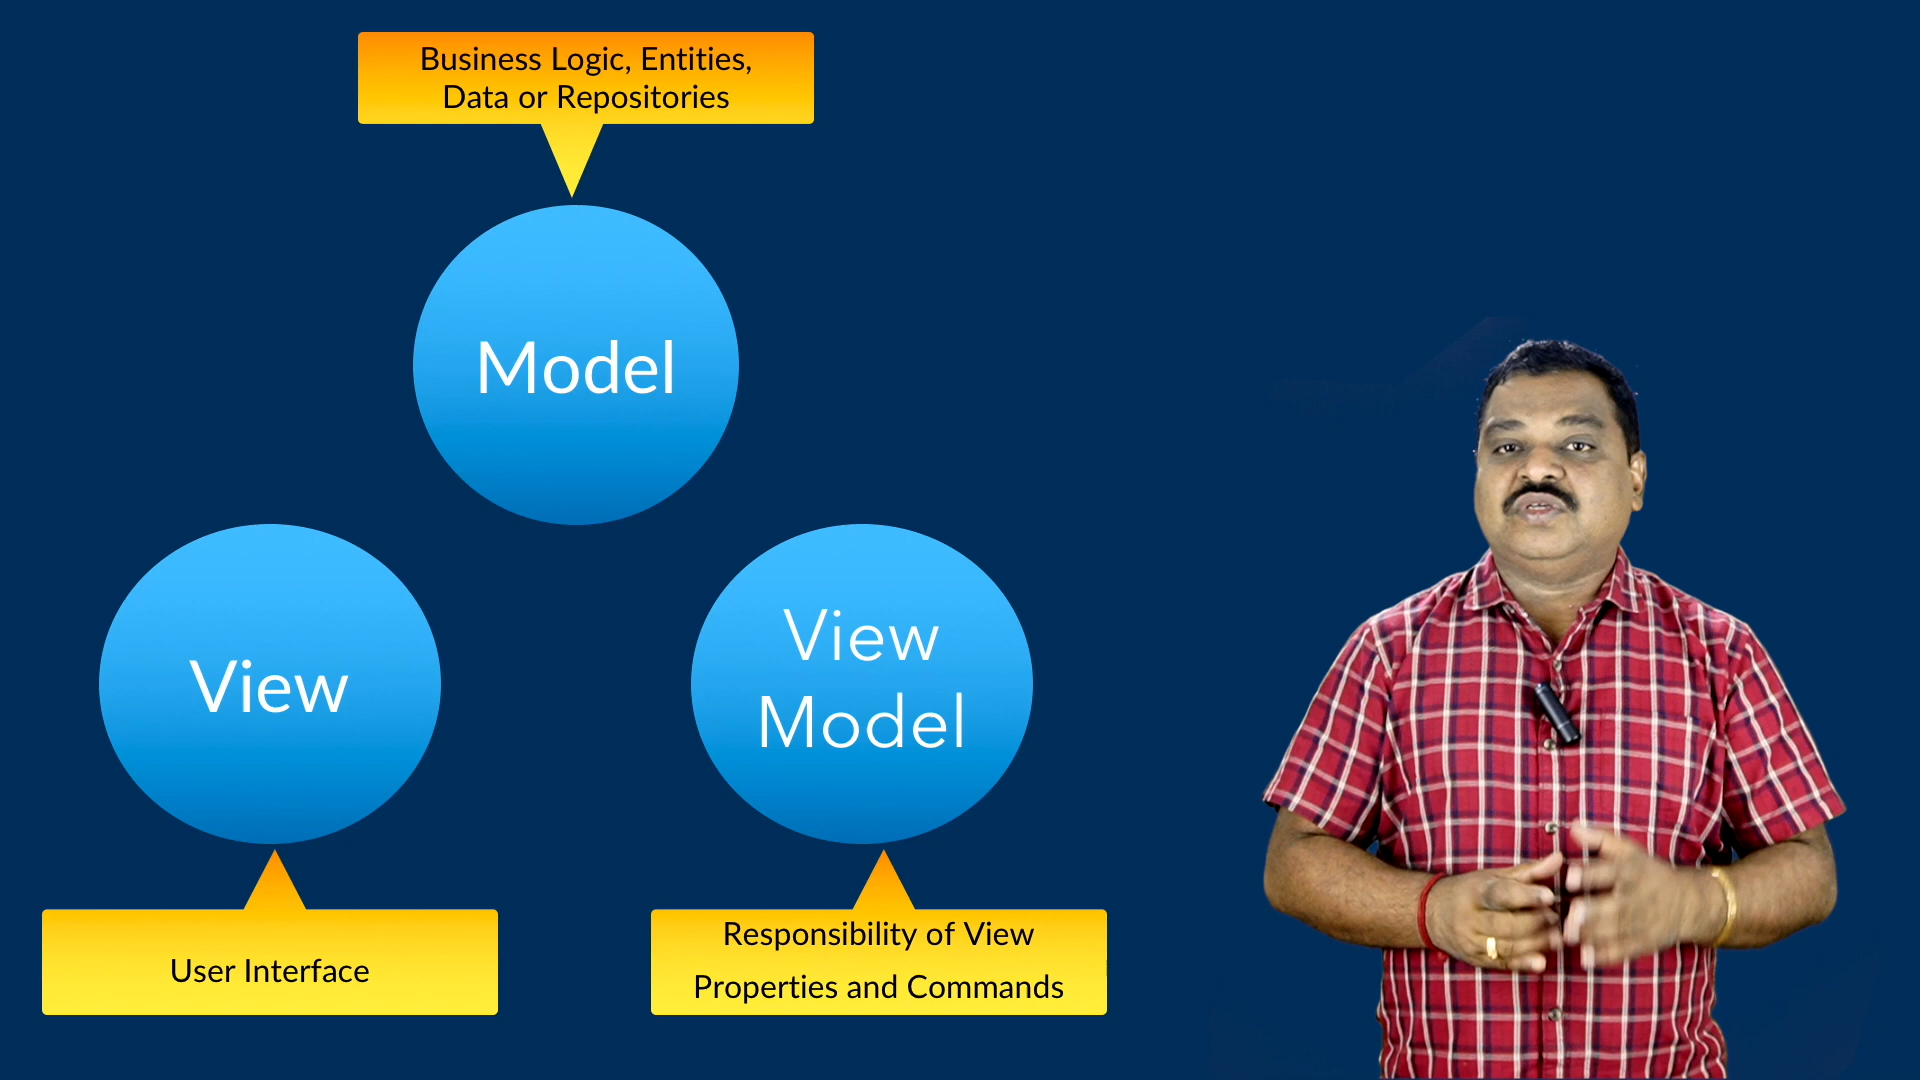 Business Logic, Entities,
Data or Repositories
Model
View
View
Model
User Interface
Responsibility of View
Properties and Commands